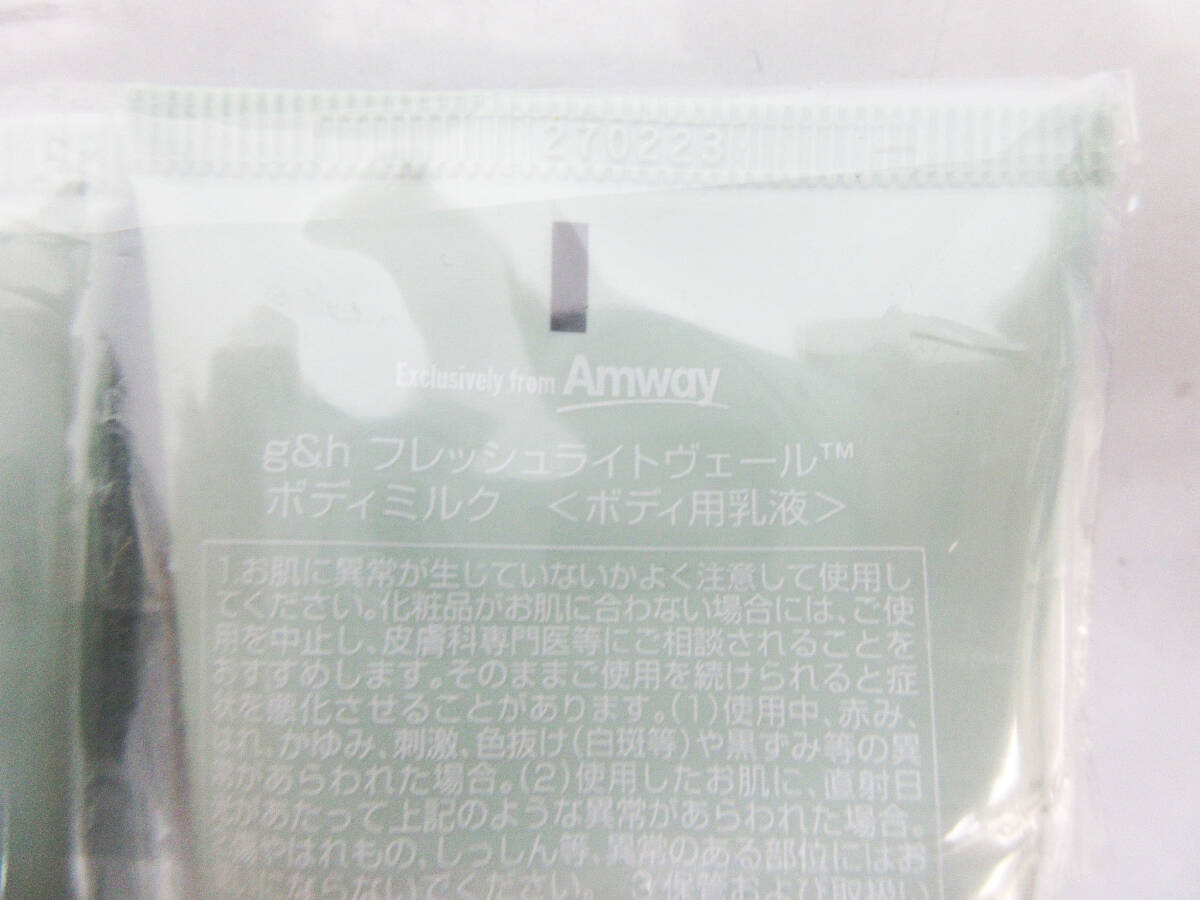 270223
Exclusively from Amway
g&h フレッシュライトヴェール™
ボディミルク <ボディ用乳液>
1.お肌に異常が生じていないかよく注意して使用し
てください。化粧品がお肌に合わない場合には、ご使
用を中止し、皮膚科専門医等にご相談されることを
おすすめします。そのままご使用を続けられると症
状を悪化させることがあります。(1)使用中、赤み、
はれ、かゆみ、刺激、色抜け(白斑等)や黒ずみ等の異
常があらわれた場合。(2)使用したお肌に、直射日
光があたって上記のような異常があらわれた場合。
2.傷やはれもの、しっしん等、異常のある部位にはお
使いにならないでください。 3.保管および取扱い